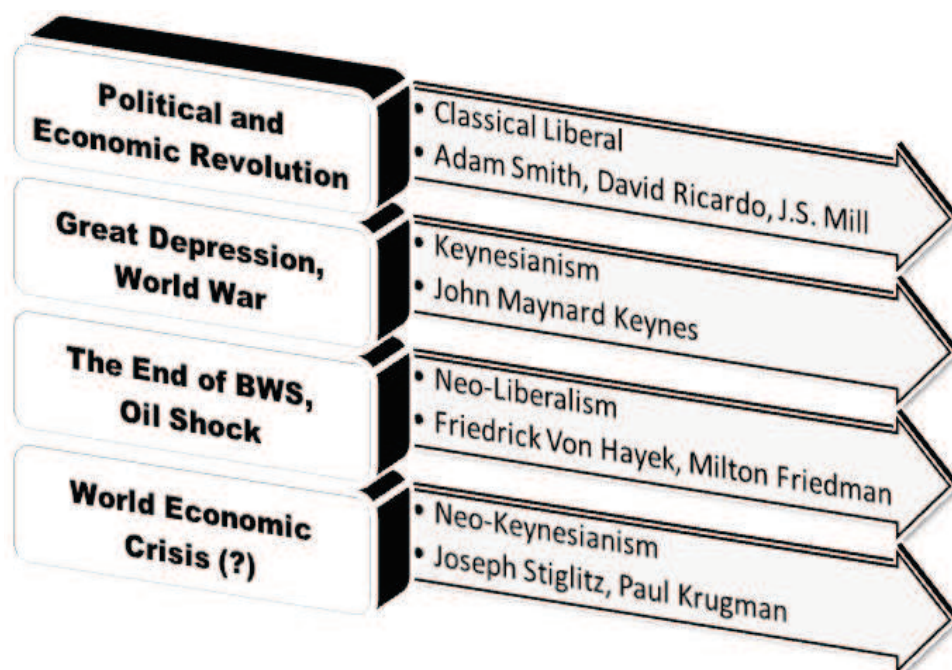 Political and
Economic Revolution
• Classical Liberal
• Adam Smith, David Ricardo, J.S. Mill
Great Depression,
World War
• Keynesianism
• John Maynard Keynes
The End of BWS,
Oil Shock
• Neo-Liberalism
• Friedrick Von Hayek, Milton Friedman
World Economic
Crisis (?)
• Neo-Keynesianism
• Joseph Stiglitz, Paul Krugman